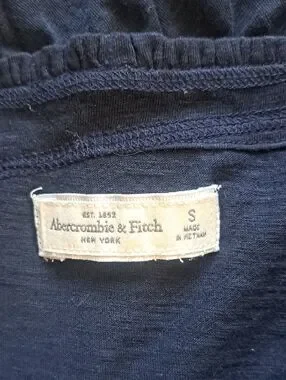 EST. 1892
Abercrombie & Fitch
NEW YORK
S
MADE
IN VIETNAM